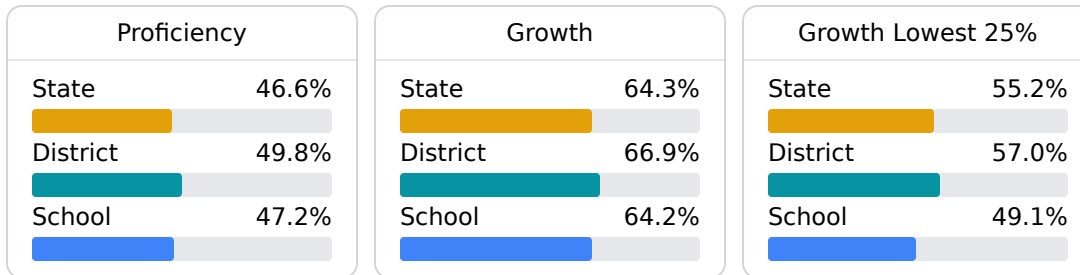 Proficiency
State 46.6%
District 49.8%
School 47.2%
Growth
State 64.3%
District 66.9%
School 64.2%
Growth Lowest 25%
State 55.2%
District 57.0%
School 49.1%